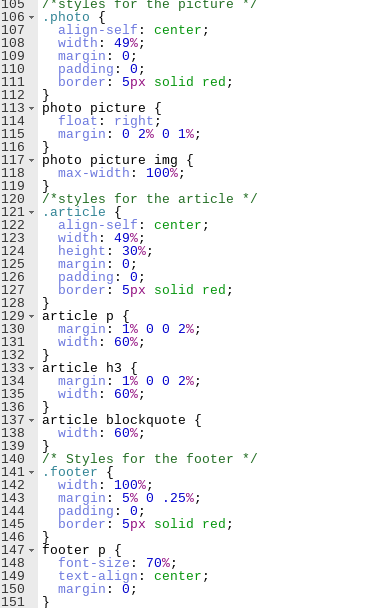 105 /*styles for the picture */
106 .photo {
107   align-self: center;
108   width: 49%;
109   margin: 0;
110   padding: 0;
111   border: 5px solid red;
112 }
113 photo picture {
114   float: right;
115   margin: 0 2% 0 1%;
116 }
117 photo picture img {
118   max-width: 100%;
119 }
120 /*styles for the article */
121 .article {
122   align-self: center;
123   width: 49%;
124   height: 30%;
125   margin: 0;
126   padding: 0;
127   border: 5px solid red;
128 }
129 article p {
130   margin: 1% 0 0 2%;
131   width: 60%;
132 }
133 article h3 {
134   margin: 1% 0 0 2%;
135   width: 60%;
136 }
137 article blockquote {
138   width: 60%;
139 }
140 /* Styles for the footer */
141 .footer {
142   width: 100%;
143   margin: 5% 0 .25%;
144   padding: 0;
145   border: 5px solid red;
146 }
147 footer p {
148   font-size: 70%;
149   text-align: center;
150   margin: 0;
151 }